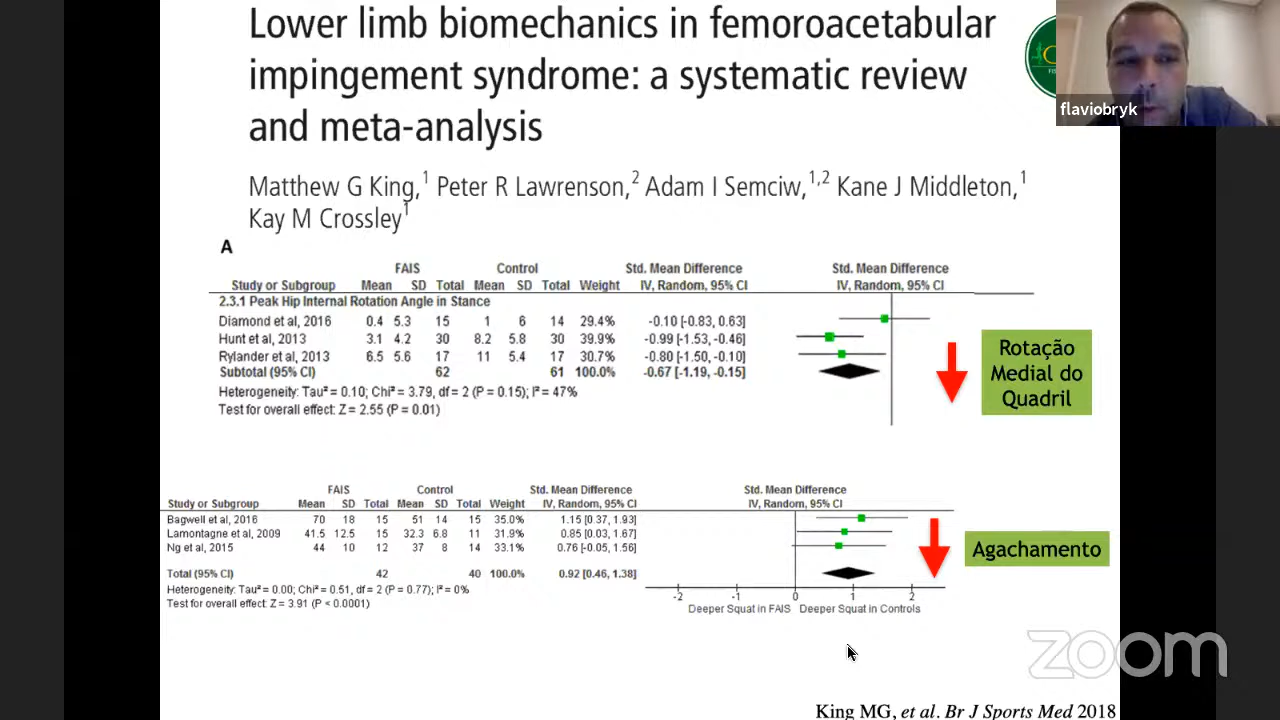 Lower limb biomechanics in femoroacetabular
impingement syndrome: a systematic review
and meta-analysis
flaviobryk
Matthew G King,1 Peter R Lawrenson,2 Adam I Semciw,1,2 Kane J Middleton,1
Kay M Crossley1
A
FAIS Control Std. Mean Difference Std. Mean Difference
Study or Subgroup Mean SD Total Mean SD Total Weight IV, Random, 95% CI IV, Random, 95% CI
2.3.1 Peak Hip Internal Rotation Angle in Stance
Diamond et al, 2016 0.4 5.3 15 1 6 14 29.4% -0.10 [-0.83, 0.63]
Hunt et al, 2013 3.1 4.2 30 8.2 5.8 30 39.9% -0.99 [-1.53, -0.46]
Rylander et al, 2013 6.5 5.6 17 11 5.4 17 30.7% -0.80 [-1.50, -0.10]
Subtotal (95% CI) 62 61 100.0% -0.67 [-1.19, -0.15]
Heterogeneity: Tau² = 0.10; Chi² = 3.79, df = 2 (P = 0.15); I² = 47%
Test for overall effect: Z = 2.55 (P = 0.01)
Rotação
Medial do
Quadril
FAIS Control Std. Mean Difference Std. Mean Difference
Study or Subgroup Mean SD Total Mean SD Total Weight IV, Random, 95% CI IV, Random, 95% CI
Bagwell et al, 2016 70 18 15 51 14 15 35.0% 1.15 [0.37, 1.93]
Lamontagne et al, 2009 41.5 12.5 15 32.3 6.8 11 31.9% 0.85 [0.03, 1.67]
Ng et al, 2015 44 10 12 37 8 14 33.1% 0.76 [-0.05, 1.56]
Total (95% CI) 42 40 100.0% 0.92 [0.46, 1.38]
Heterogeneity: Tau² = 0.00; Chi² = 0.51, df = 2 (P = 0.77); I² = 0%
Test for overall effect: Z = 3.91 (P < 0.0001)
-2 -1 0 1 2
Deeper Squat in FAIS Deeper Squat in Controls
Agachamento
zoom
King MG, et al. Br J Sports Med 2018